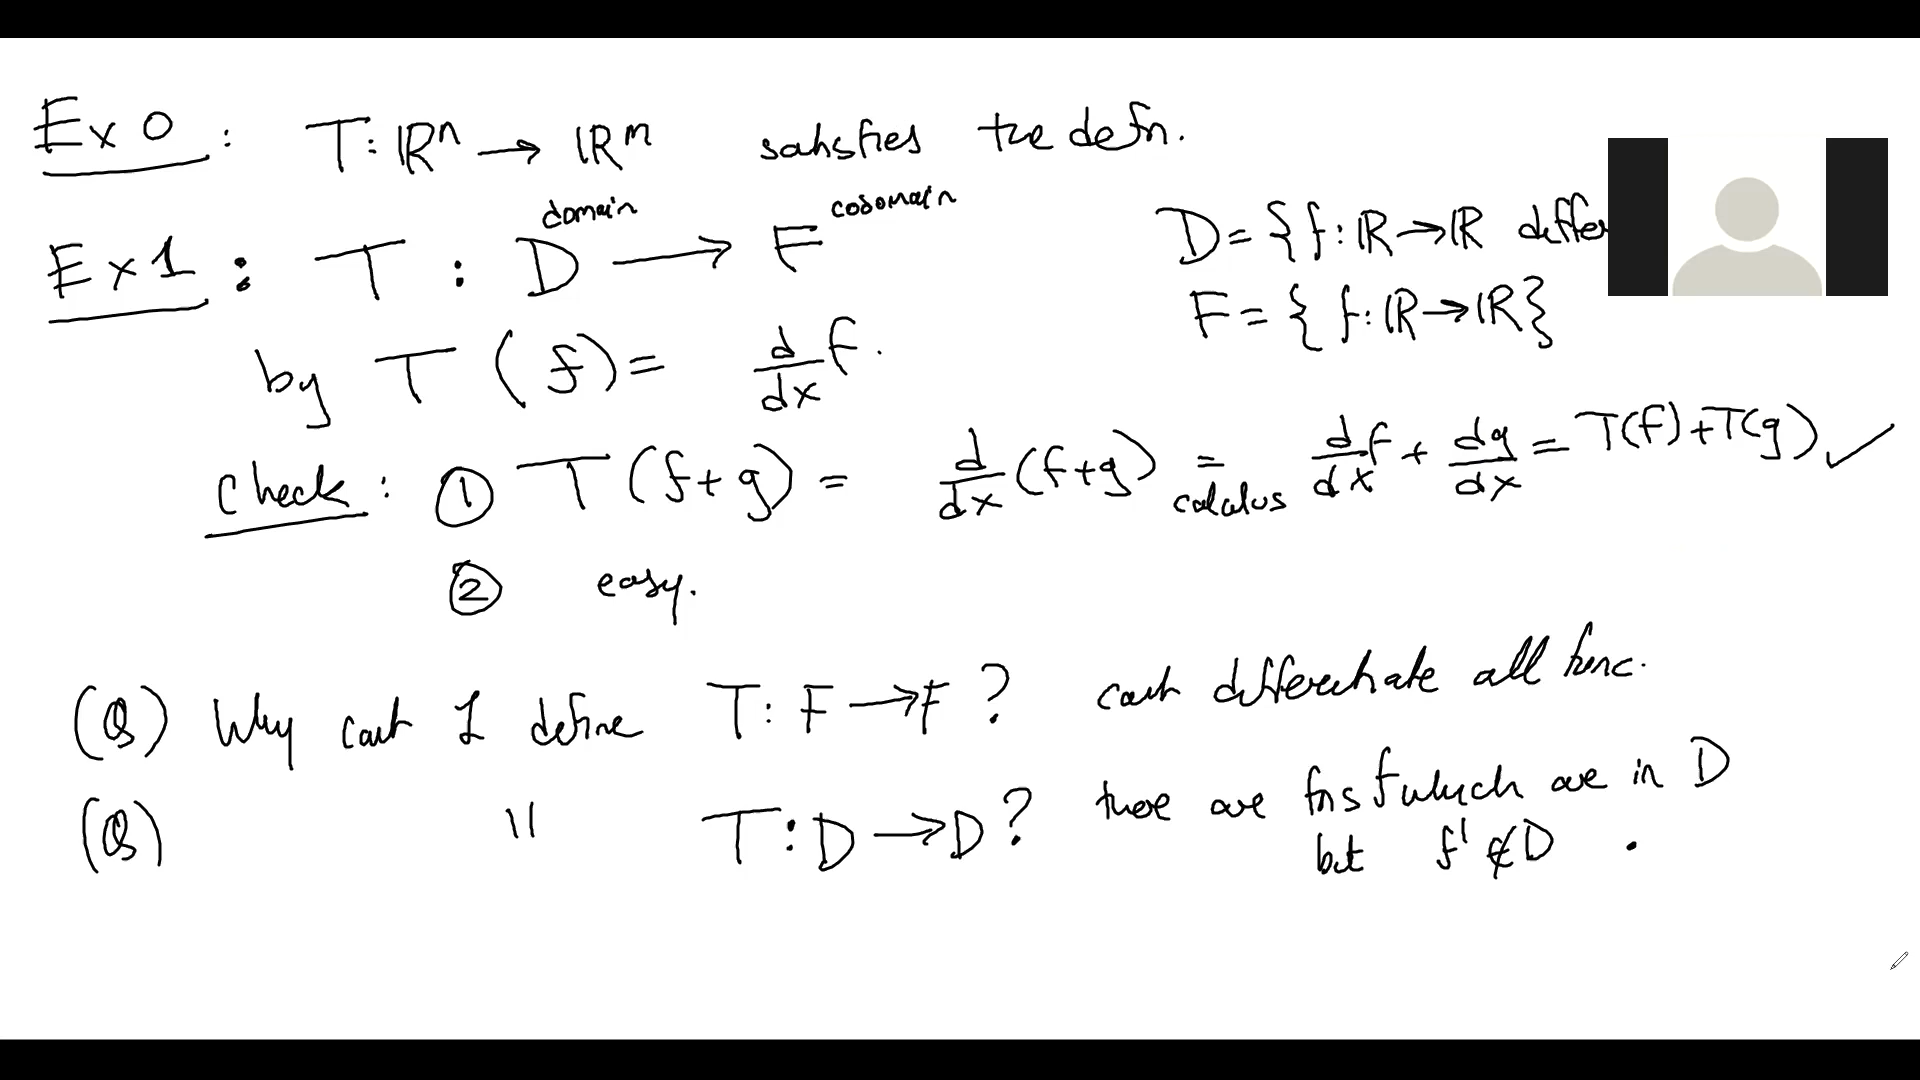 Ex 0 : T: ℝⁿ → ℝᵐ satisfies the defn.
domain codomain
Ex 1 : T : D → F
D = { f: ℝ → ℝ differ
F = { f: ℝ → ℝ }
by T (f) = d/dx f.
Check : ① T (f+g) = d/dx (f+g) = d/dx f + dg/dx = T(f) + T(g) ✓
calculus
② easy.
(Q) Why can't I define T: F → F ? can't differentiate all func.
(Q) " T: D → D ? there are fns f which are in D
but f' ∉ D .